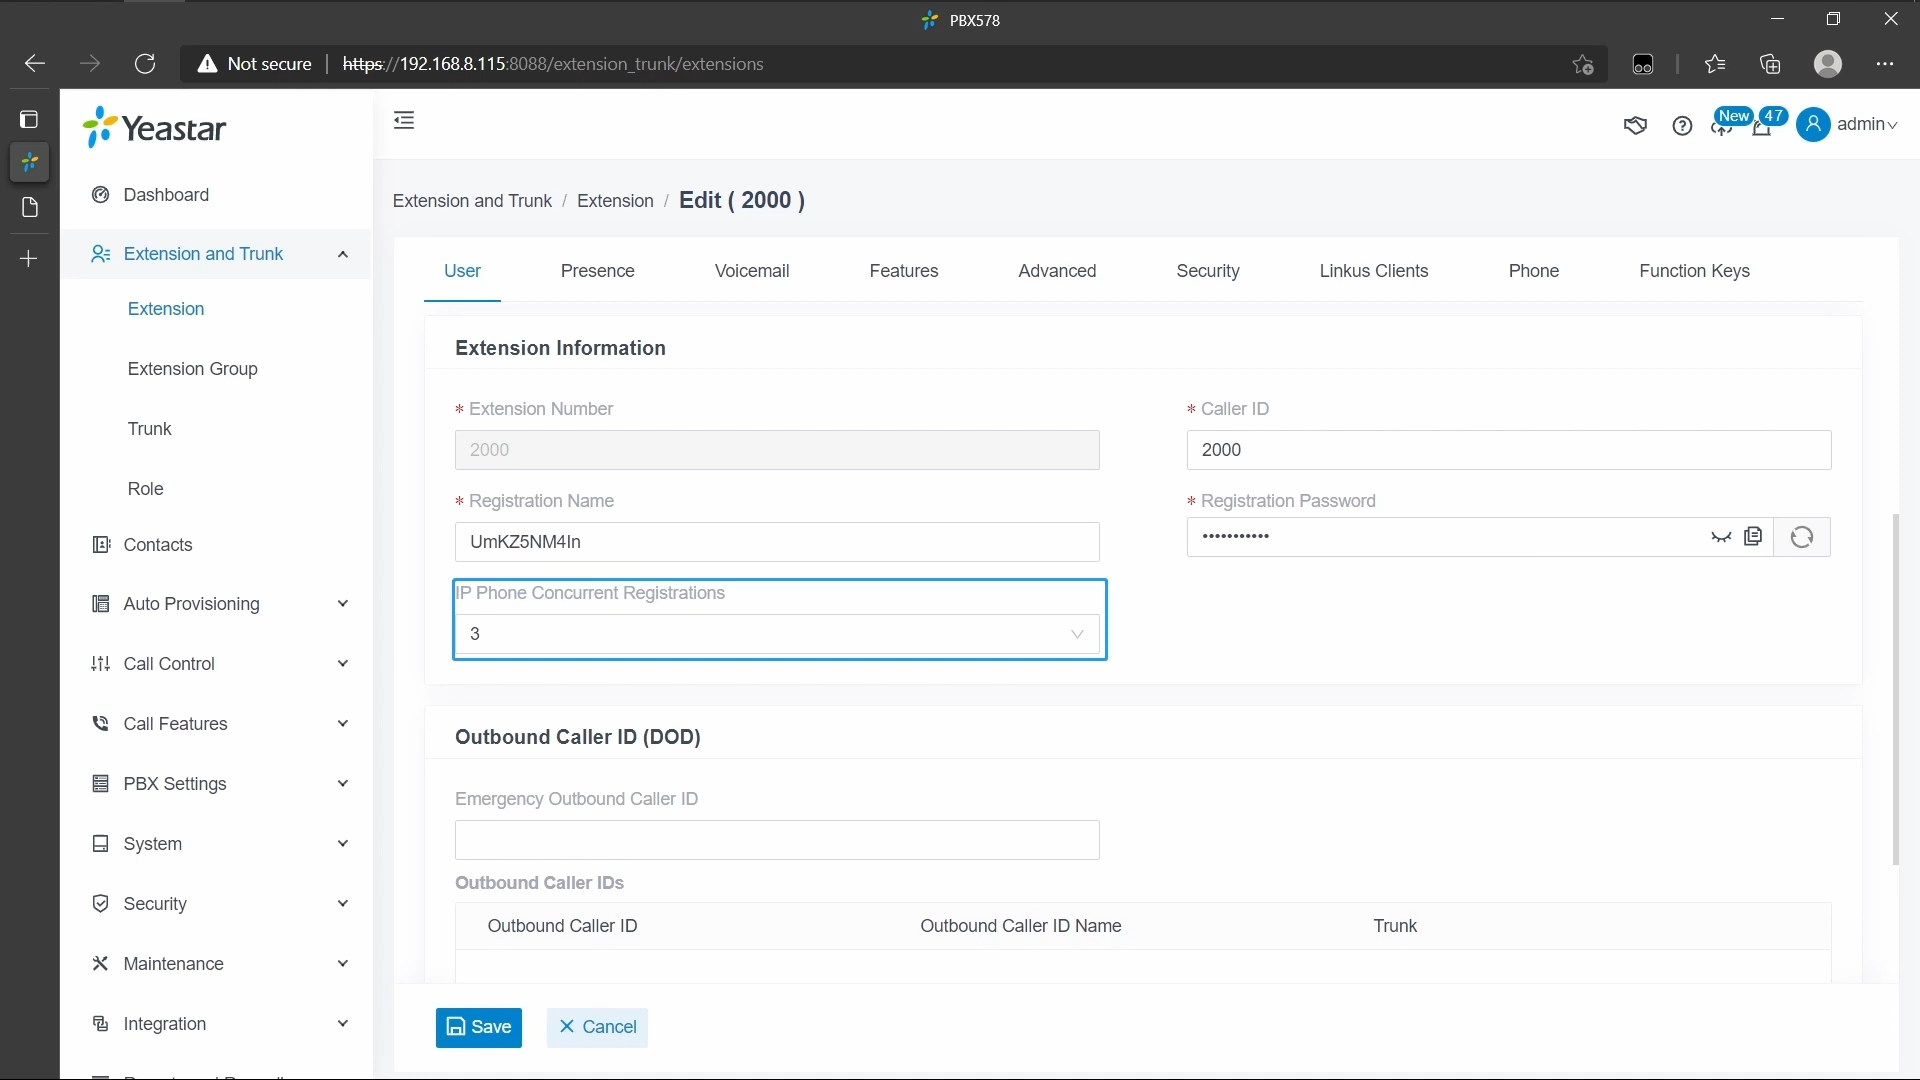 PBX578
Not secure
https://192.168.8.115:8088/extension_trunk/extensions
Yeastar
New
47
admin
Dashboard
Extension and Trunk
Extension
Extension Group
Trunk
Role
Contacts
Auto Provisioning
Call Control
Call Features
PBX Settings
System
Security
Maintenance
Integration
Extension and Trunk / Extension / Edit ( 2000 )
User Presence Voicemail Features Advanced Security Linkus Clients Phone Function Keys
Extension Information
* Extension Number
2000
* Caller ID
2000
* Registration Name
UmKZ5NM4In
* Registration Password
•••••••••••
IP Phone Concurrent Registrations
3
Outbound Caller ID (DOD)
Emergency Outbound Caller ID
Outbound Caller IDs
Outbound Caller ID Outbound Caller ID Name Trunk
Save
Cancel